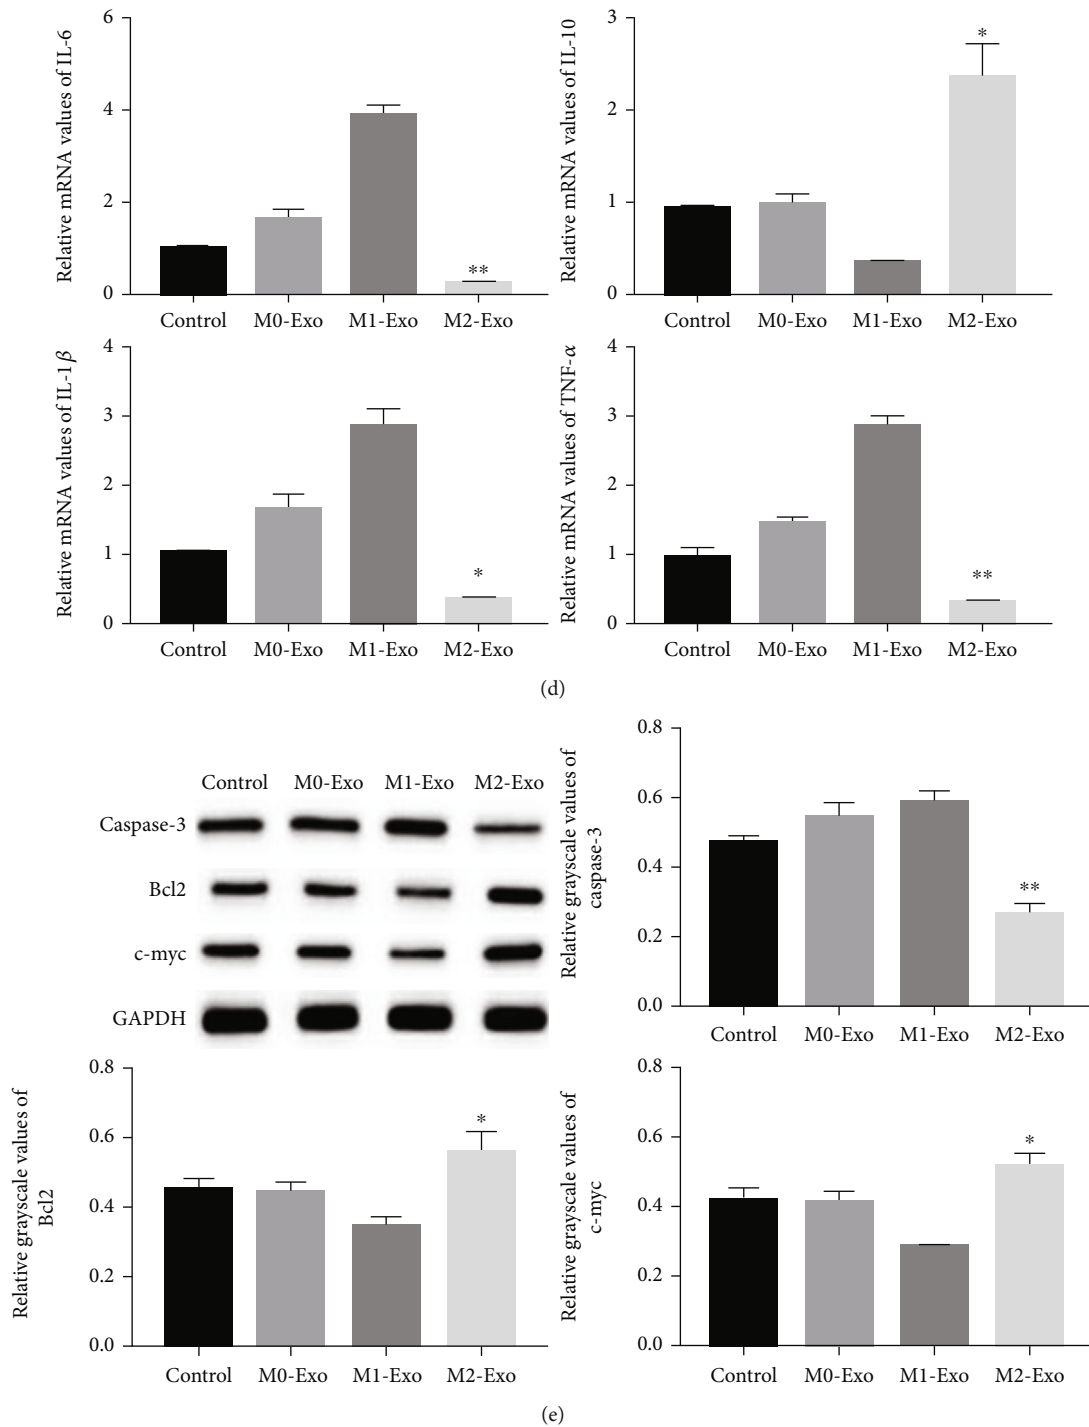 Relative mRNA values of IL-6
6
4
2
0
**
Control M0-Exo M1-Exo M2-Exo
Relative mRNA values of IL-10
3
2
1
0
*
Control M0-Exo M1-Exo M2-Exo
Relative mRNA values of IL-1β
4
3
2
1
0
*
Control M0-Exo M1-Exo M2-Exo
Relative mRNA values of TNF-α
4
3
2
1
0
**
Control M0-Exo M1-Exo M2-Exo
(d)
Control M0-Exo M1-Exo M2-Exo
Caspase-3
Bcl2
c-myc
GAPDH
Relative grayscale values of
caspase-3
0.8
0.6
0.4
0.2
0.0
**
Control M0-Exo M1-Exo M2-Exo
Relative grayscale values of
Bcl2
0.8
0.6
0.4
0.2
0.0
*
Control M0-Exo M1-Exo M2-Exo
Relative grayscale values of
c-myc
0.8
0.6
0.4
0.2
0.0
*
Control M0-Exo M1-Exo M2-Exo
(e)